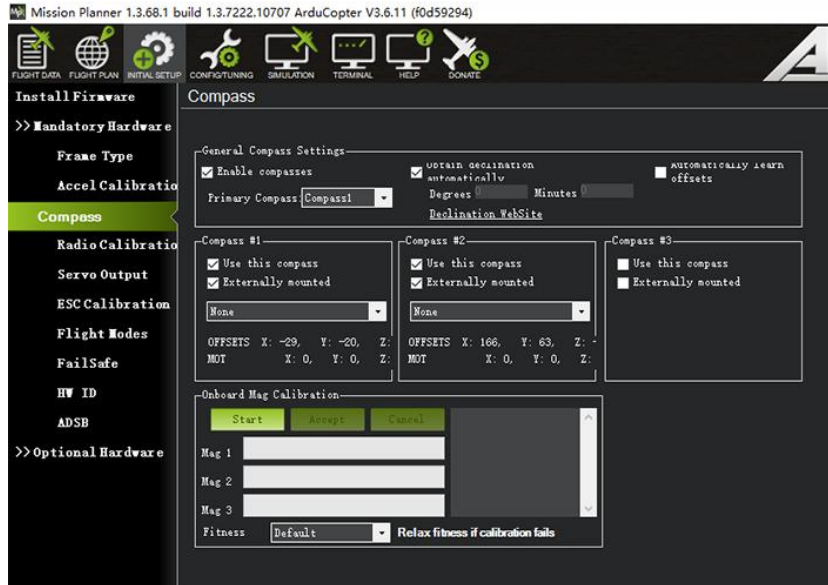 Mission Planner 1.3.68.1 build 1.3.7222.10707 ArduCopter V3.6.11 (f0d59294)
FLIGHT DATA FLIGHT PLAN INITIAL SETUP CONFIG/TUNING SIMULATION TERMINAL HELP DONATE
Install Firmware
>> Mandatory Hardware
Frame Type
Accel Calibratio
Compass
Radio Calibratio
Servo Output
ESC Calibration
Flight Modes
FailSafe
HW ID
ADSB
>> Optional Hardware
Compass
General Compass Settings
Enable compasses
Obtain declination
automatically
Automatically learn
offsets
Primary Compass: Compass1
Degrees 0 Minutes 0
Declination WebSite
Compass #1
Use this compass
Externally mounted
None
OFFSETS X: -29, Y: -20, Z:
MOT X: 0, Y: 0, Z:
Compass #2
Use this compass
Externally mounted
None
OFFSETS X: 166, Y: 63, Z: -
MOT X: 0, Y: 0, Z:
Compass #3
Use this compass
Externally mounted
Onboard Mag Calibration
Start Accept Cancel
Mag 1
Mag 2
Mag 3
Fitness Default Relax fitness if calibration fails